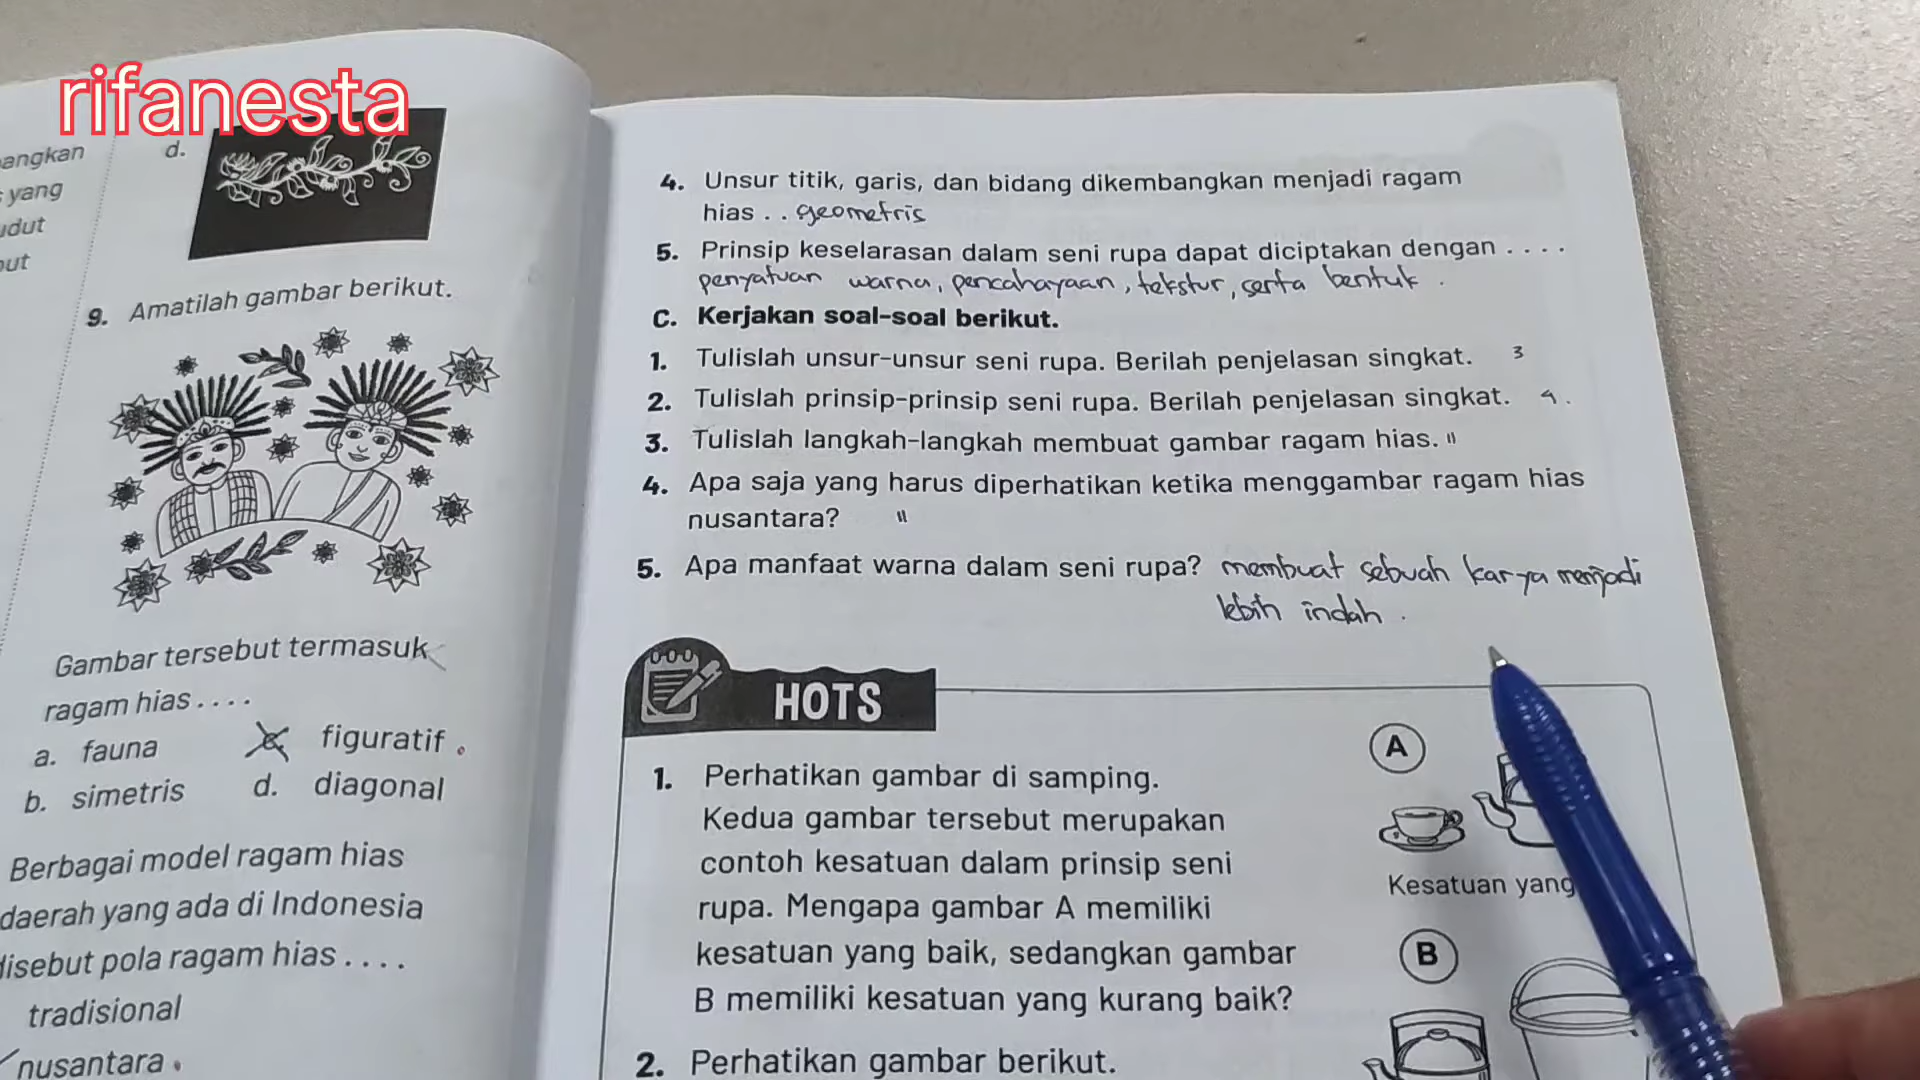 rifanesta
angkan
yang
udut
out
d.
9. Amatilah gambar berikut.
Gambar tersebut termasuk
ragam hias . . . .
a. fauna
c. figuratif .
b. simetris
d. diagonal
Berbagai model ragam hias
daerah yang ada di Indonesia
disebut pola ragam hias . . . .
tradisional
nusantara .
4. Unsur titik, garis, dan bidang dikembangkan menjadi ragam
hias . . geometris
5. Prinsip keselarasan dalam seni rupa dapat diciptakan dengan . . . .
penyatuan warna, pencahayaan, tekstur, serta bentuk .
C. Kerjakan soal-soal berikut.
1. Tulislah unsur-unsur seni rupa. Berilah penjelasan singkat. 3
2. Tulislah prinsip-prinsip seni rupa. Berilah penjelasan singkat. 4 .
3. Tulislah langkah-langkah membuat gambar ragam hias. 11
4. Apa saja yang harus diperhatikan ketika menggambar ragam hias
nusantara? 11
5. Apa manfaat warna dalam seni rupa? membuat sebuah karya menjadi
lebih indah .
HOTS
1. Perhatikan gambar di samping.
Kedua gambar tersebut merupakan
contoh kesatuan dalam prinsip seni
rupa. Mengapa gambar A memiliki
kesatuan yang baik, sedangkan gambar
B memiliki kesatuan yang kurang baik?
2. Perhatikan gambar berikut.
A
Kesatuan yang
B